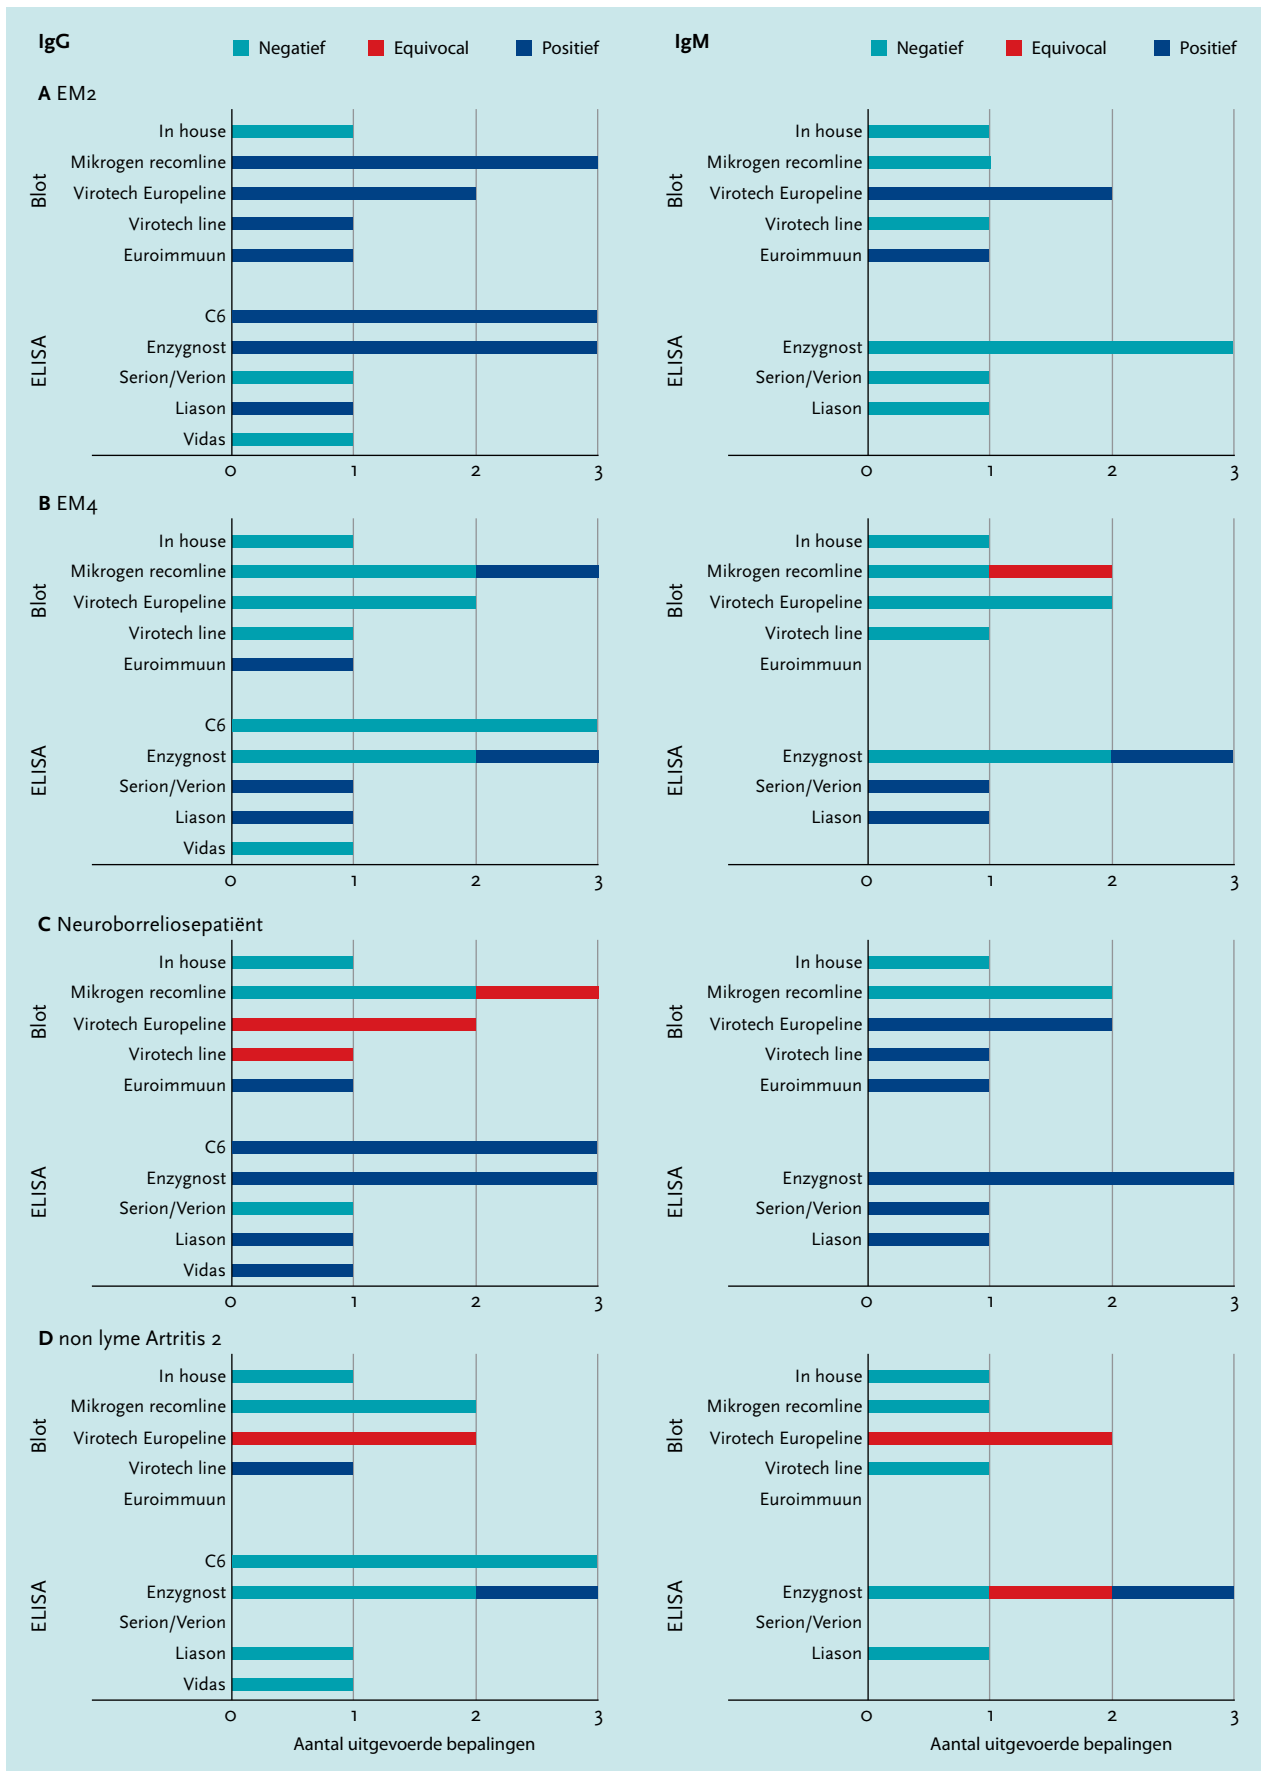 IgG
Negatief Equivocal Positief
IgM
Negatief Equivocal Positief
A EM2
Blot
In house
Mikrogen recomline
Virotech Europeline
Virotech line
Euroimmuun
ELISA
C6
Enzygnost
Serion/Verion
Liason
Vidas
0 1 2 3
Blot
In house
Mikrogen recomline
Virotech Europeline
Virotech line
Euroimmuun
ELISA
Enzygnost
Serion/Verion
Liason
0 1 2 3
B EM4
Blot
In house
Mikrogen recomline
Virotech Europeline
Virotech line
Euroimmuun
ELISA
C6
Enzygnost
Serion/Verion
Liason
Vidas
0 1 2 3
Blot
In house
Mikrogen recomline
Virotech Europeline
Virotech line
Euroimmuun
ELISA
Enzygnost
Serion/Verion
Liason
0 1 2 3
C Neuroborreliosepatiënt
Blot
In house
Mikrogen recomline
Virotech Europeline
Virotech line
Euroimmuun
ELISA
C6
Enzygnost
Serion/Verion
Liason
Vidas
0 1 2 3
Blot
In house
Mikrogen recomline
Virotech Europeline
Virotech line
Euroimmuun
ELISA
Enzygnost
Serion/Verion
Liason
0 1 2 3
D non lyme Artritis 2
Blot
In house
Mikrogen recomline
Virotech Europeline
Virotech line
Euroimmuun
ELISA
C6
Enzygnost
Serion/Verion
Liason
Vidas
0 1 2 3
Aantal uitgevoerde bepalingen
Blot
In house
Mikrogen recomline
Virotech Europeline
Virotech line
Euroimmuun
ELISA
Enzygnost
Serion/Verion
Liason
0 1 2 3
Aantal uitgevoerde bepalingen